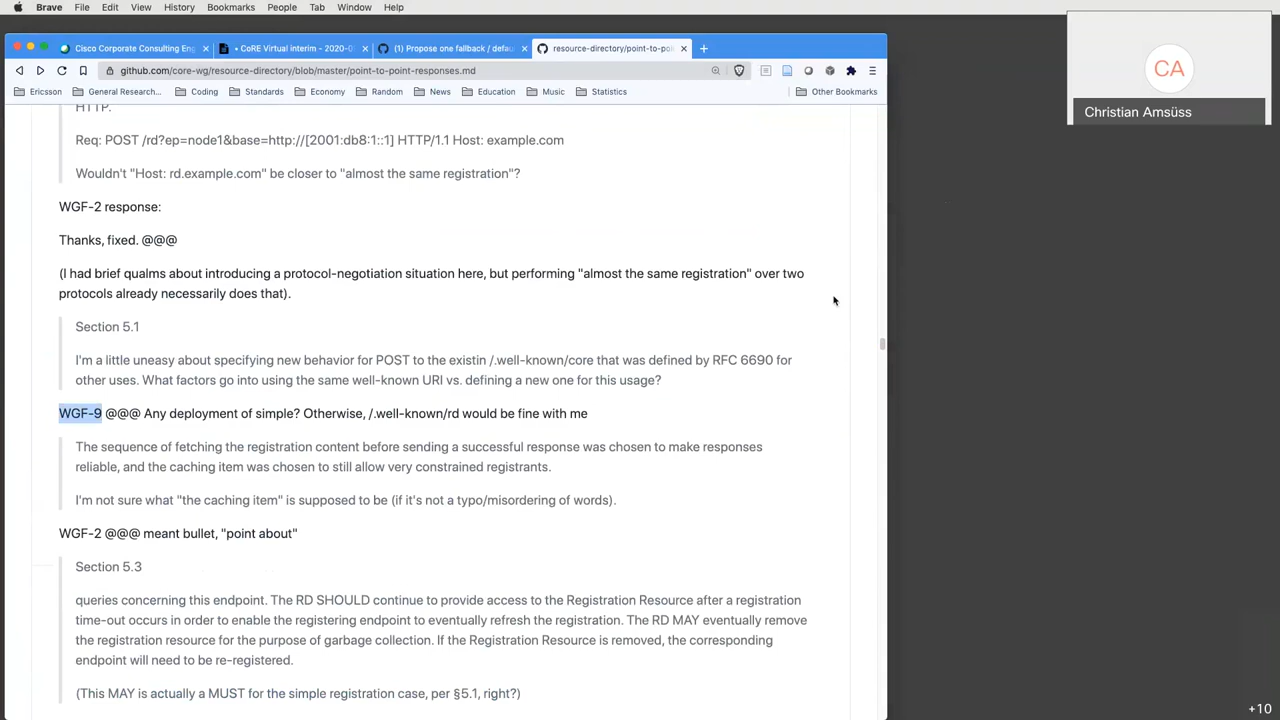 Brave File Edit View History Bookmarks People Tab Window Help
Cisco Corporate Consulting Eng
• CoRE Virtual interim - 2020-0
(1) Propose one fallback / defau
resource-directory/point-to-poi
github.com/core-wg/resource-directory/blob/master/point-to-point-responses.md
Ericsson General Research... Coding Standards Economy Random News Education Music Statistics Other Bookmarks
CA
Christian Amsüss
HTTP.
Req: POST /rd?ep=node1&base=http://[2001:db8:1::1] HTTP/1.1 Host: example.com
Wouldn't "Host: rd.example.com" be closer to "almost the same registration"?
WGF-2 response:
Thanks, fixed. @@@
(I had brief qualms about introducing a protocol-negotiation situation here, but performing "almost the same registration" over two
protocols already necessarily does that).
Section 5.1
I'm a little uneasy about specifying new behavior for POST to the existin /.well-known/core that was defined by RFC 6690 for
other uses. What factors go into using the same well-known URI vs. defining a new one for this usage?
WGF-9 @@@ Any deployment of simple? Otherwise, /.well-known/rd would be fine with me
The sequence of fetching the registration content before sending a successful response was chosen to make responses
reliable, and the caching item was chosen to still allow very constrained registrants.
I'm not sure what "the caching item" is supposed to be (if it's not a typo/misordering of words).
WGF-2 @@@ meant bullet, "point about"
Section 5.3
queries concerning this endpoint. The RD SHOULD continue to provide access to the Registration Resource after a registration
time-out occurs in order to enable the registering endpoint to eventually refresh the registration. The RD MAY eventually remove
the registration resource for the purpose of garbage collection. If the Registration Resource is removed, the corresponding
endpoint will need to be re-registered.
(This MAY is actually a MUST for the simple registration case, per §5.1, right?)
+10